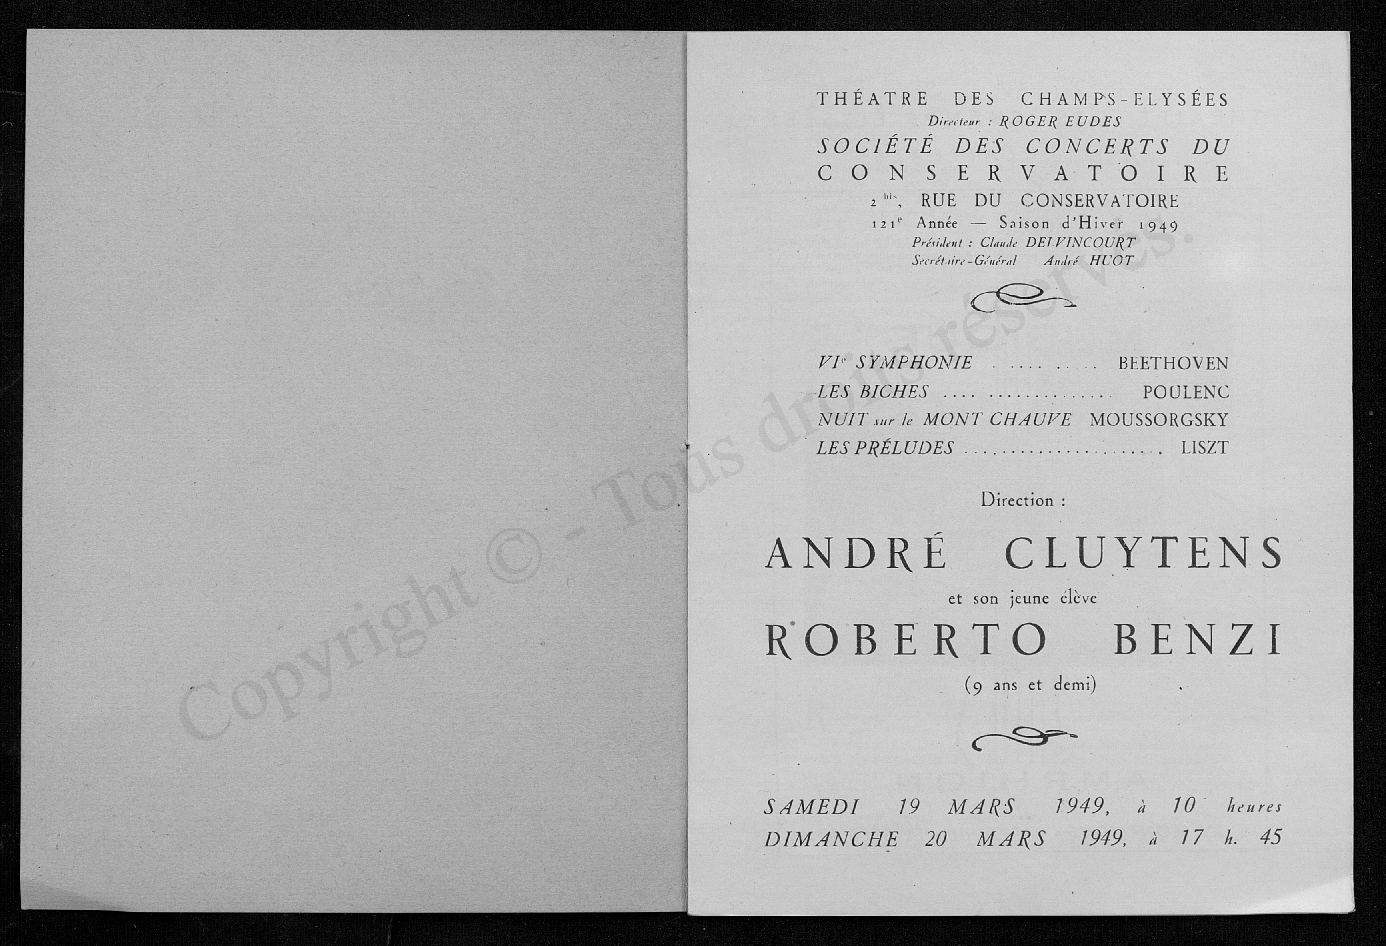 THÉATRE DES CHAMPS-ELYSÉES
Directeur : ROGER EUDES
SOCIÉTÉ DES CONCERTS DU
CONSERVATOIRE
2 bis, RUE DU CONSERVATOIRE
121e Année — Saison d'Hiver 1949
Président : Claude DELVINCOURT
Secrétaire-Général André HUOT
VIe SYMPHONIE . .... . .... BEETHOVEN
LES BICHES .... .............. POULENC
NUIT sur le MONT CHAUVE MOUSSORGSKY
LES PRÉLUDES ...................... LISZT
Direction :
ANDRÉ CLUYTENS
et son jeune élève
ROBERTO BENZI
(9 ans et demi)
SAMEDI 19 MARS 1949, à 10 heures
DIMANCHE 20 MARS 1949, à 17 h. 45
Copyright © - Tous droits réservés.